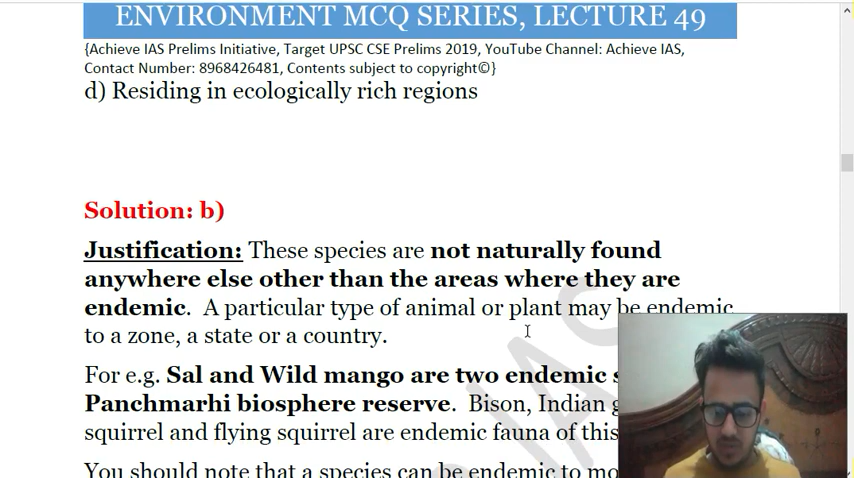 ENVIRONMENT MCQ SERIES, LECTURE 49
{Achieve IAS Prelims Initiative, Target UPSC CSE Prelims 2019, YouTube Channel: Achieve IAS,
Contact Number: 8968426481, Contents subject to copyright©}
d) Residing in ecologically rich regions
Solution: b)
Justification: These species are not naturally found
anywhere else other than the areas where they are
endemic. A particular type of animal or plant may be endemic
to a zone, a state or a country.
For e.g. Sal and Wild mango are two endemic s
Panchmarhi biosphere reserve. Bison, Indian g
squirrel and flying squirrel are endemic fauna of this
You should note that a species can be endemic to mo
IAS